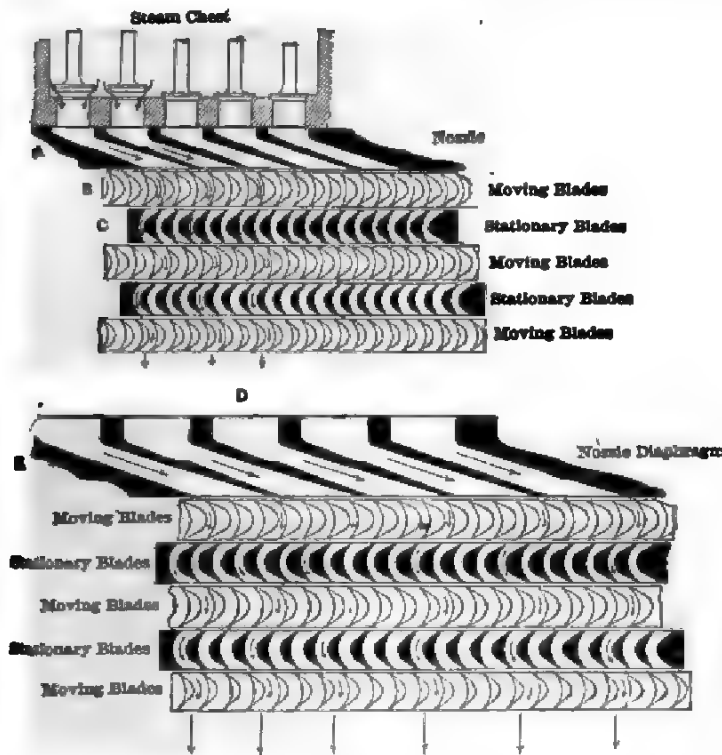 Steam Chest
Nozzle
A
B
Moving Blades
C
Stationary Blades
Moving Blades
Stationary Blades
Moving Blades
D
E
Nozzle Diaphragm
Moving Blades
Stationary Blades
Moving Blades
Stationary Blades
Moving Blades